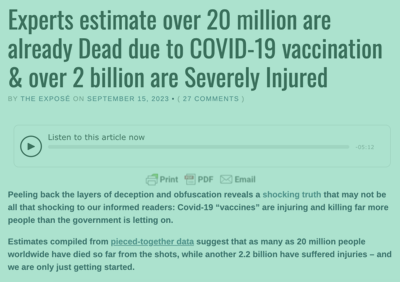 Experts estimate over 20 million are
already Dead due to COVID-19 vaccination
& over 2 billion are Severely Injured
BY THE EXPOSÉ ON SEPTEMBER 15, 2023 • ( 27 COMMENTS )
Listen to this article now
-09:12
Print PDF Email
Peeling back the layers of deception and obfuscation reveals a shocking truth that may not be
all that shocking to our informed readers: Covid-19 “vaccines” are injuring and killing far more
people than the government is letting on.
Estimates compiled from pieced-together data suggest that as many as 20 million people
worldwide have died so far from the shots, while another 2.2 billion have suffered injuries – and
we are only just getting started.